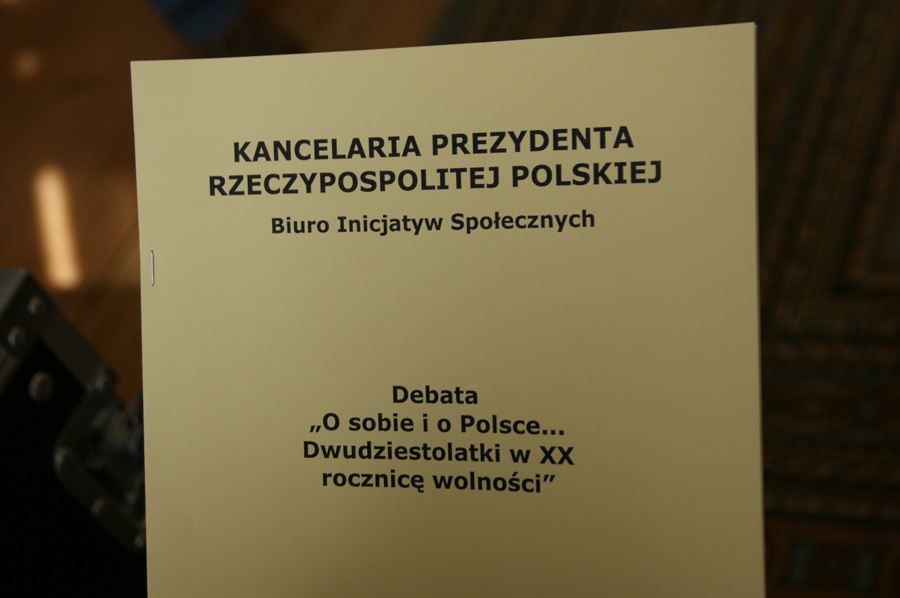 KANCELARIA PREZYDENTA
RZECZYPOSPOLITEJ POLSKIEJ
Biuro Inicjatyw Społecznych
Debata
„O sobie i o Polsce...
Dwudziestolatki w XX
rocznicę wolności”